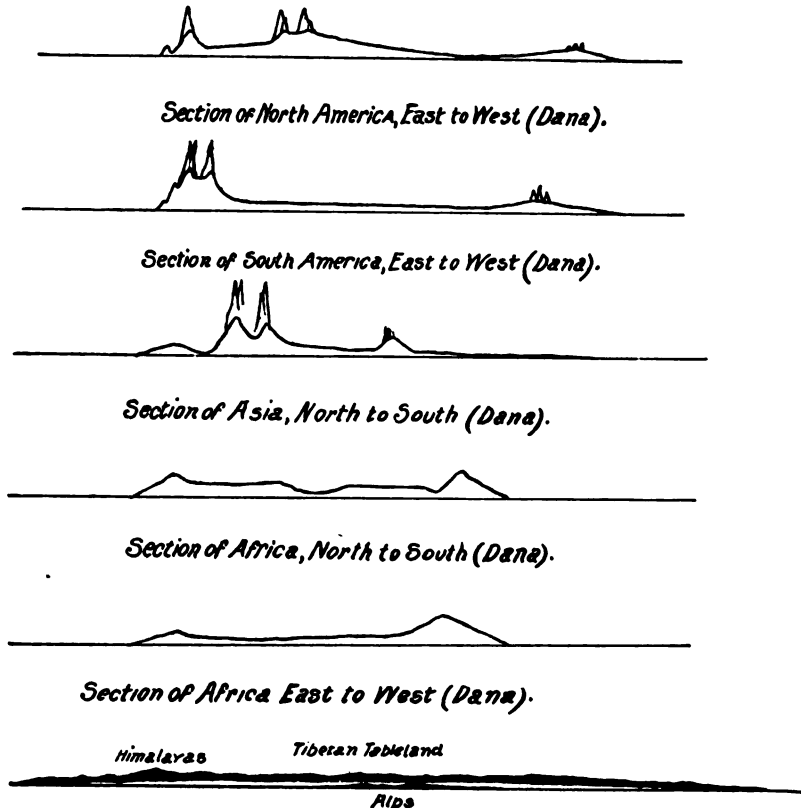 Section of North America, East to West (Dana).
Section of South America, East to West (Dana).
Section of Asia, North to South (Dana).
Section of Africa, North to South (Dana).
Section of Africa East to West (Dana).
Himalayas Tibetan Tableland
Alps